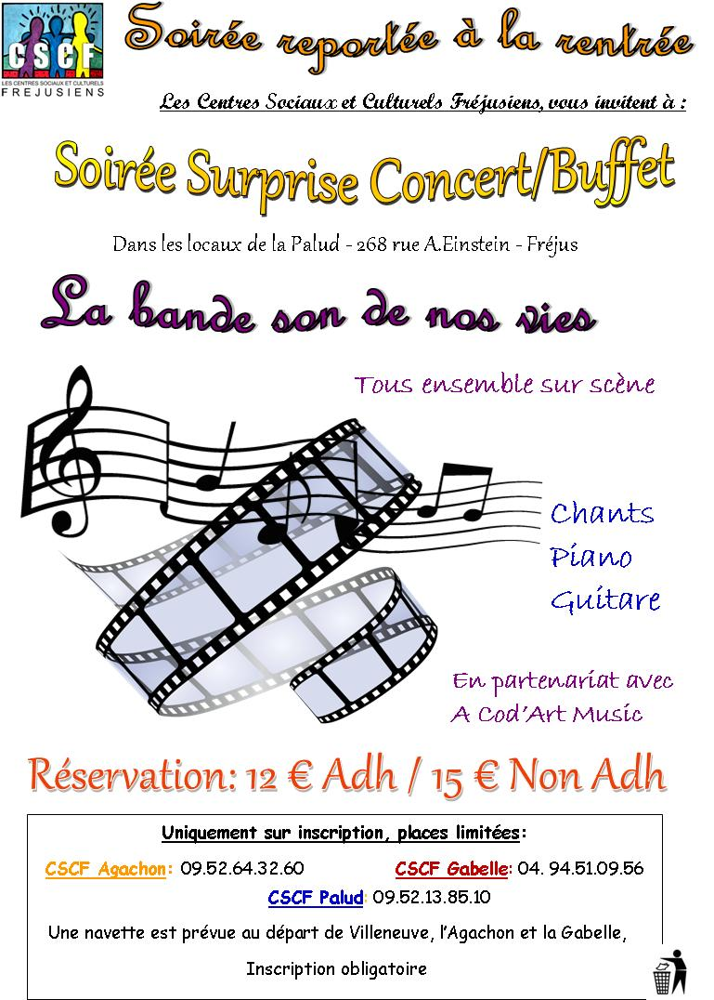 CSCF
LES CENTRES SOCIAUX ET CULTURELS
FREJUSIENS
Soirée reportée à la rentrée
Les Centres Sociaux et Culturels Fréjusiens, vous invitent à :
Soirée Surprise Concert/Buffet
Dans les locaux de la Palud - 268 rue A.Einstein - Fréjus
La bande son de nos vies
Tous ensemble sur scène
Chants
Piano
Guitare
En partenariat avec
A Cod'Art Music
Réservation: 12 € Adh / 15 € Non Adh
Uniquement sur inscription, places limitées:
CSCF Agachon: 09.52.64.32.60 CSCF Gabelle: 04. 94.51.09.56
CSCF Palud: 09.52.13.85.10
Une navette est prévue au départ de Villeneuve, l'Agachon et la Gabelle,
Inscription obligatoire